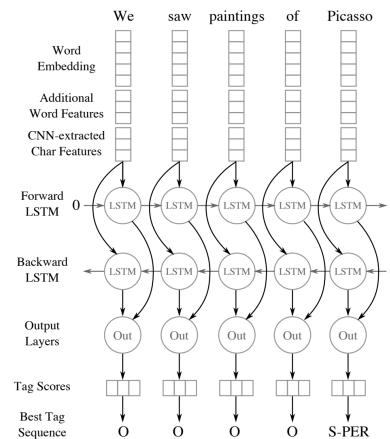 We saw paintings of Picasso
Word
Embedding
Additional
Word Features
CNN-extracted
Char Features
Forward
LSTM
0 LSTM LSTM LSTM LSTM LSTM
Backward
LSTM
LSTM LSTM LSTM LSTM LSTM
Output
Layers
Out Out Out Out Out
Tag Scores
Best Tag
Sequence
O O O O S-PER